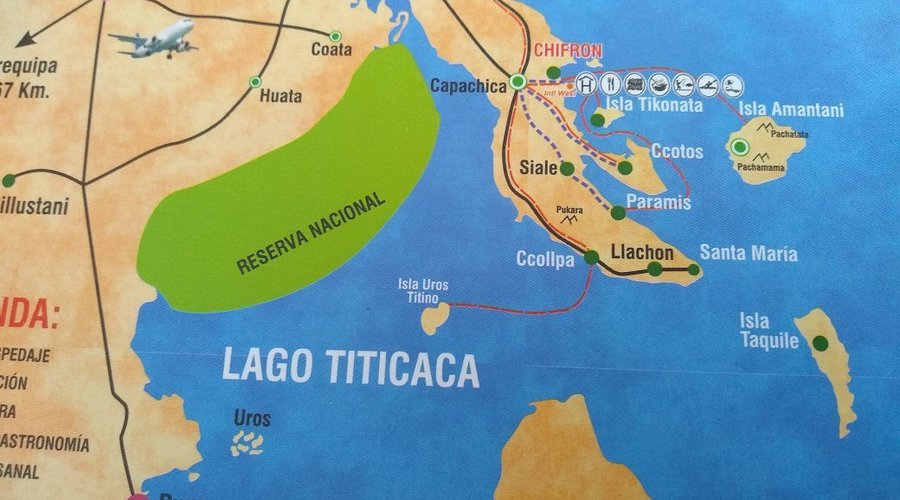 Coata
CHIFRON
requipa
67 Km.
Capachica
Huata
Inti Wasi
Isla Tikonata
Isla Amantani
Pachatata
Ccotos
Pachamama
Siale
illustani
Paramis
Pukara
RESERVA NACIONAL
Llachon
Santa María
Ccollpa
Isla Uros
Titino
NDA:
Isla
Taquile
SPEDAJE
LAGO TITICACA
CIÓN
RA
Uros
ASTRONOMÍA
SANAL